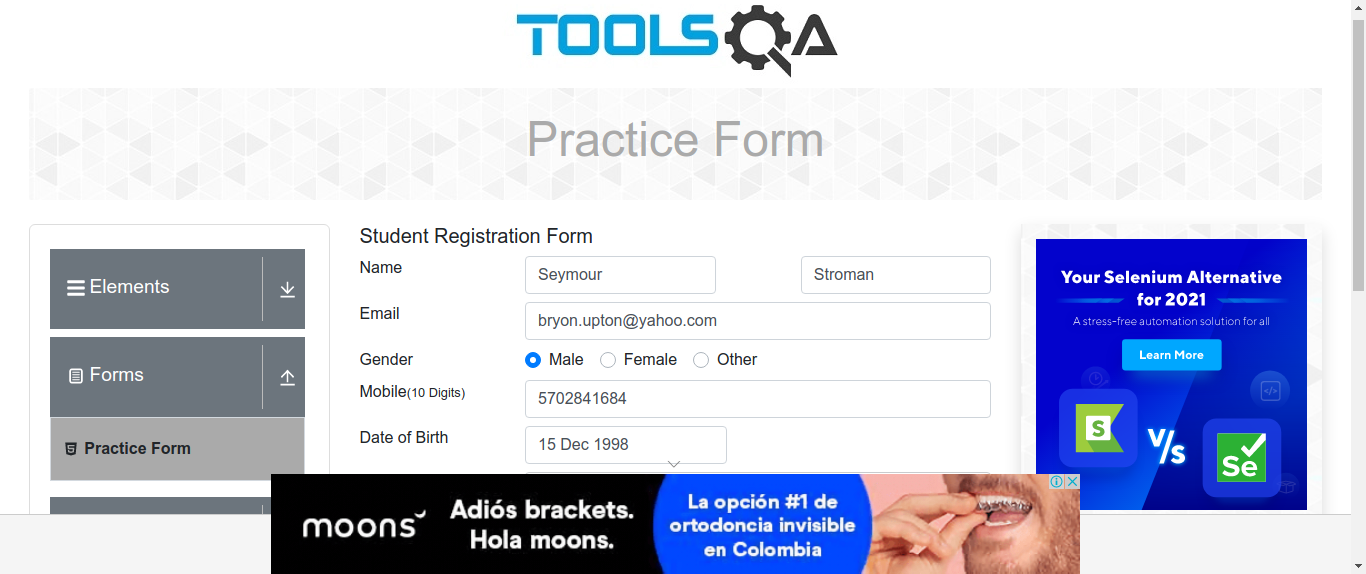 TOOLSQA
Practice Form
Elements
Forms
Practice Form
Student Registration Form
Name
Seymour
Stroman
Email
bryon.upton@yahoo.com
Gender
Male
Female
Other
Mobile(10 Digits)
5702841684
Date of Birth
15 Dec 1998
Your Selenium Alternative
for 2021
A stress-free automation solution for all
Learn More
S
V/s
Se
moons
Adiós brackets.
Hola moons.
La opción #1 de
ortodoncia invisible
en Colombia